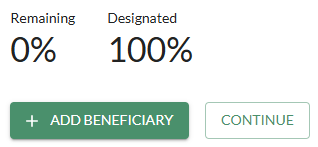 Remaining Designated
0% 100%
+ ADD BENEFICIARY CONTINUE